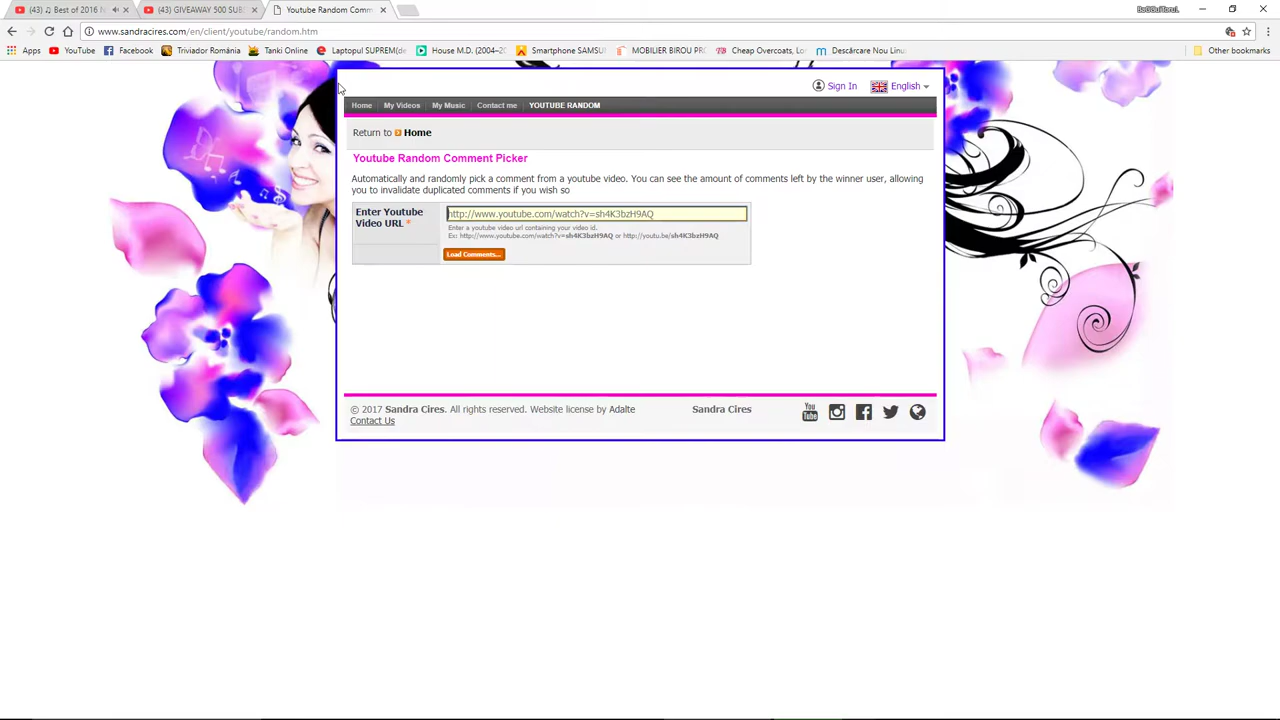 (43) ♫ Best of 2016 N
(43) GIVEAWAY 500 SUBS
Youtube Random Comm
www.sandracires.com/en/client/youtube/random.htm
Apps
YouTube
Facebook
Triviador România
Tanki Online
Laptopul SUPREM(de
House M.D. (2004–20
Smartphone SAMSU
MOBILIER BIROU PR
Cheap Overcoats, Lon
Descărcare Nou Linu
Other bookmarks
Sign In
English
Home
My Videos
My Music
Contact me
YOUTUBE RANDOM
Return to Home
Youtube Random Comment Picker
Automatically and randomly pick a comment from a youtube video. You can see the amount of comments left by the winner user, allowing
you to invalidate duplicated comments if you wish so
Enter Youtube
Video URL *
http://www.youtube.com/watch?v=sh4K3bzH9AQ
Enter a youtube video url containing your video id.
Ex: http://www.youtube.com/watch?v=sh4K3bzH9AQ or http://youtu.be/sh4K3bzH9AQ
Load Comments...
© 2017 Sandra Cires. All rights reserved. Website license by Adalte
Contact Us
Sandra Cires
You
Tube